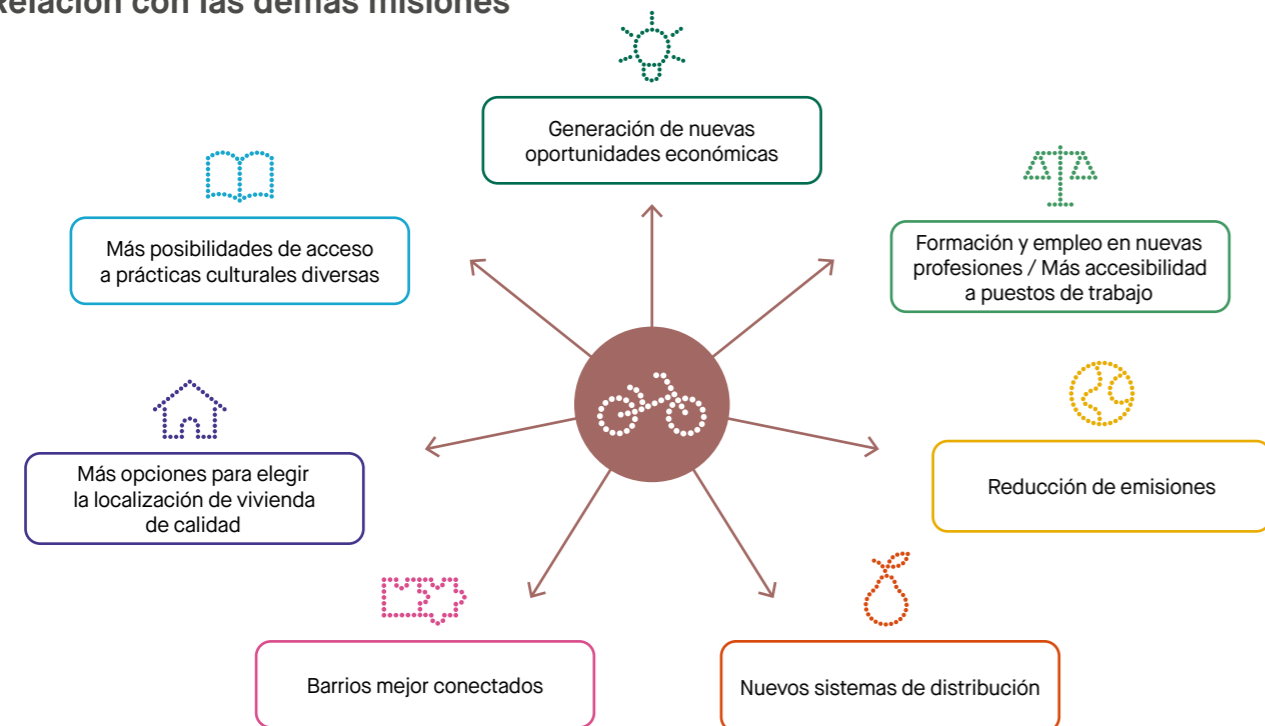 Relación con las demás misiones
Generación de nuevas
oportunidades económicas
Más posibilidades de acceso
a prácticas culturales diversas
Formación y empleo en nuevas
profesiones / Más accesibilidad
a puestos de trabajo
Más opciones para elegir
la localización de vivienda
de calidad
Reducción de emisiones
Barrios mejor conectados
Nuevos sistemas de distribución